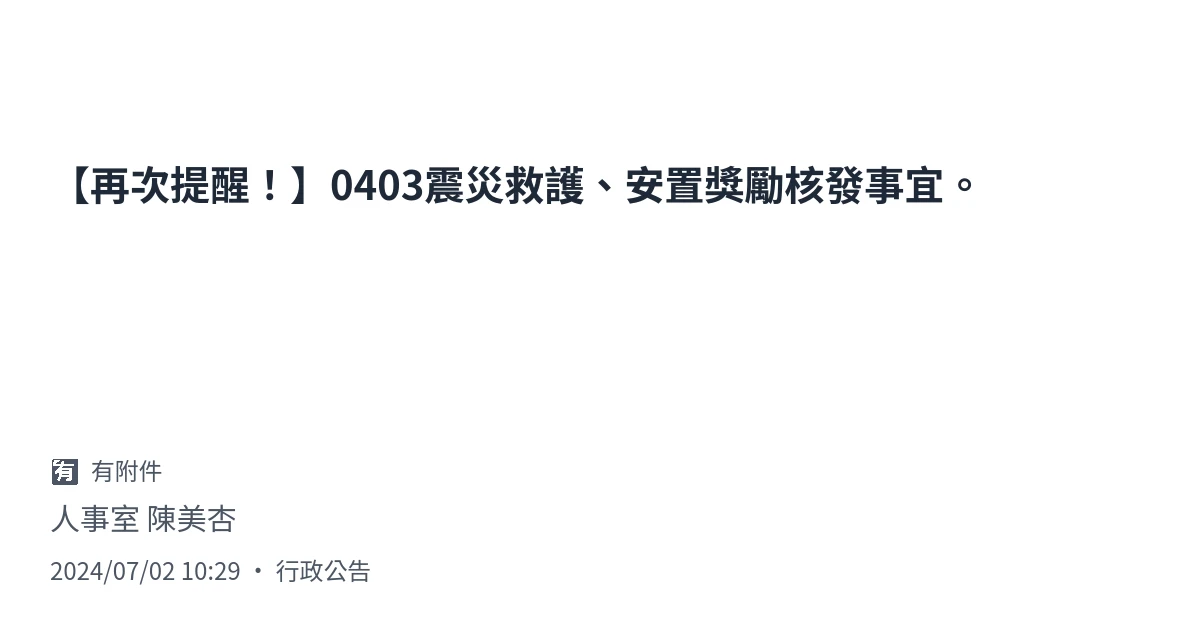 【再次提醒！】0403震災救護、安置獎勵核發事宜。
有 有附件
人事室 陳美杏
2024/07/02 10:29 • 行政公告